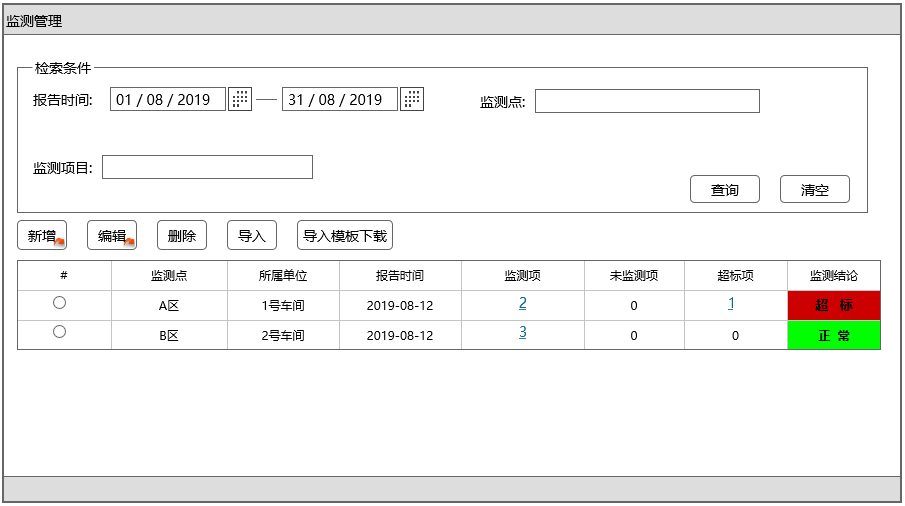 监测管理
检索条件
报告时间: 01 / 08 / 2019 — 31 / 08 / 2019 监测点:
监测项目:
查询 清空
新增 编辑 删除 导入 导入模板下载
# 监测点 所属单位 报告时间 监测项 未监测项 超标项 监测结论
A区 1号车间 2019-08-12 2 0 1 超 标
B区 2号车间 2019-08-12 3 0 0 正 常